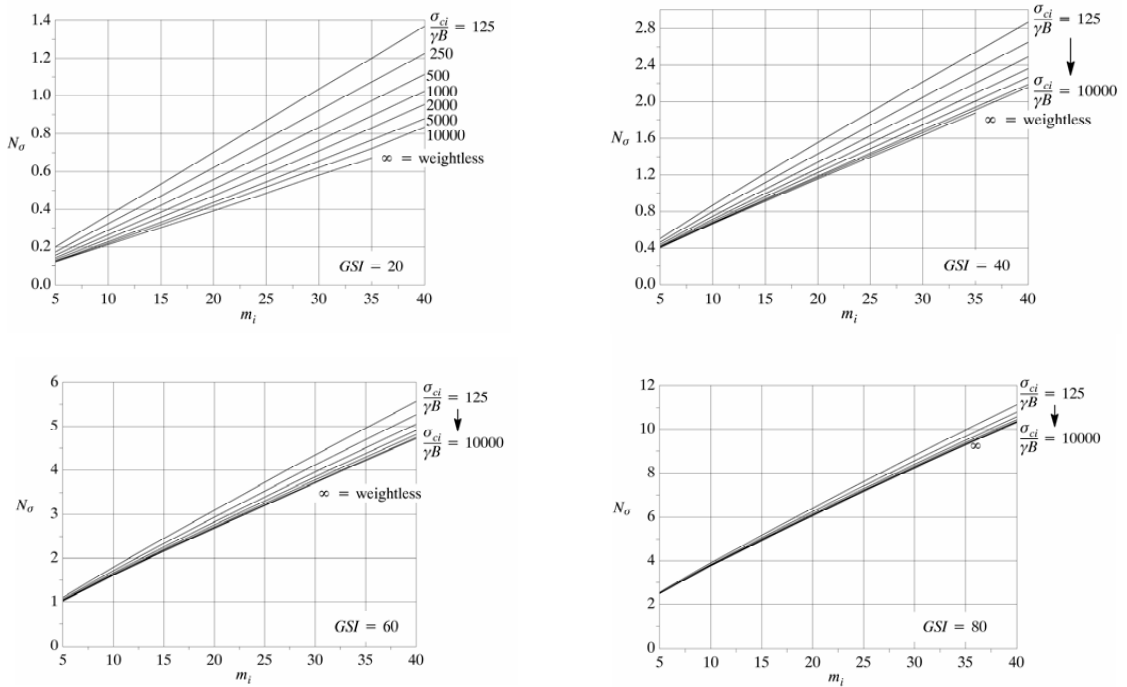 1.4
1.2
1.0
0.8
0.6
0.4
0.2
0.0
Nσ
5 10 15 20 25 30 35 40
mi
σci/γB = 125
250
500
1000
2000
5000
10000
∞ = weightless
GSI = 20
2.8
2.4
2.0
1.6
1.2
0.8
0.4
0.0
Nσ
5 10 15 20 25 30 35 40
mi
σci/γB = 125
σci/γB = 10000
∞ = weightless
GSI = 40
6
5
4
3
2
1
0
Nσ
5 10 15 20 25 30 35 40
mi
σci/γB = 125
σci/γB = 10000
∞ = weightless
GSI = 60
12
10
8
6
4
2
0
Nσ
5 10 15 20 25 30 35 40
mi
σci/γB = 125
σci/γB = 10000
∞
GSI = 80